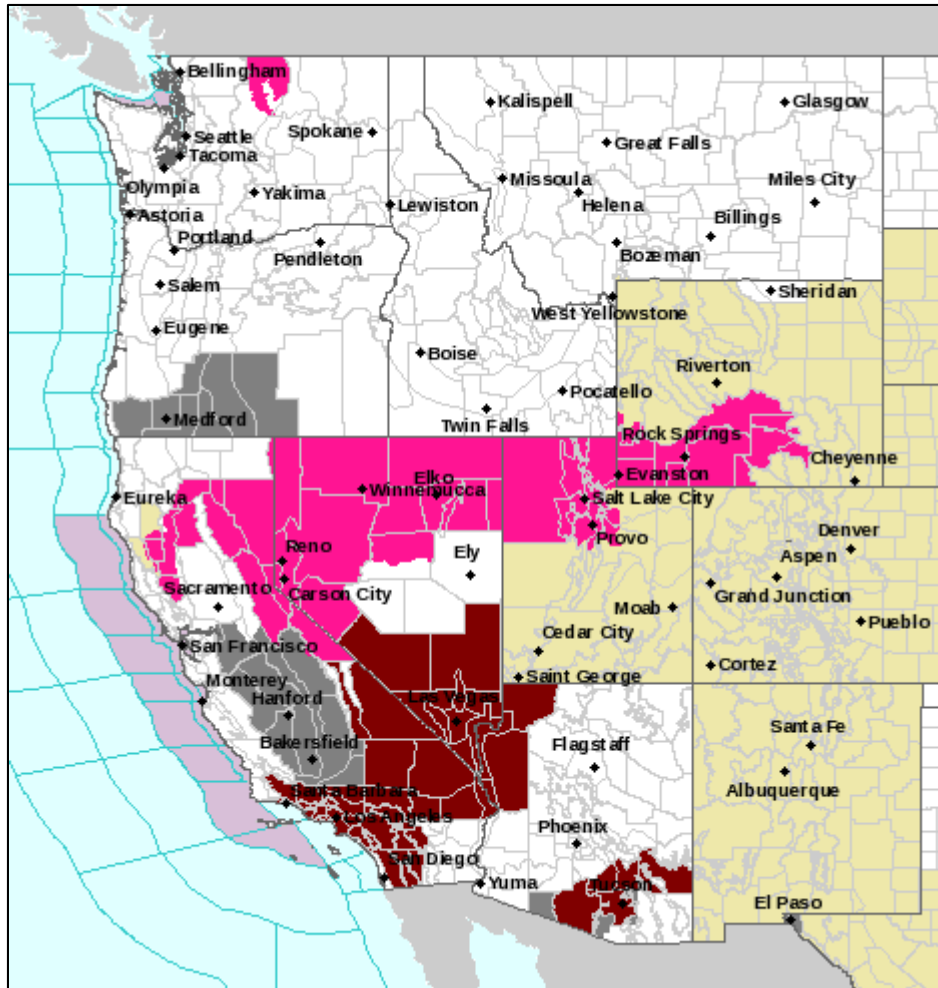 Bellingham
Kalispell
Glasgow
Seattle
Spokane
Great Falls
Tacoma
Olympia
Yakima
Missoula
Miles City
Astoria
Lewiston
Helena
Billings
Portland
Pendleton
Bozeman
Salem
Sheridan
West Yellowstone
Eugene
Boise
Riverton
Pocatello
Medford
Twin Falls
Rock Springs
Elko
Evanston
Cheyenne
Eureka
Winnemucca
Salt Lake City
Provo
Denver
Reno
Ely
Aspen
Sacramento
Carson City
Grand Junction
Moab
Pueblo
San Francisco
Cedar City
Cortez
Saint George
Monterey
Hanford
Las Vegas
Santa Fe
Bakersfield
Flagstaff
Santa Barbara
Albuquerque
Los Angeles
Phoenix
San Diego
Yuma
Tucson
El Paso